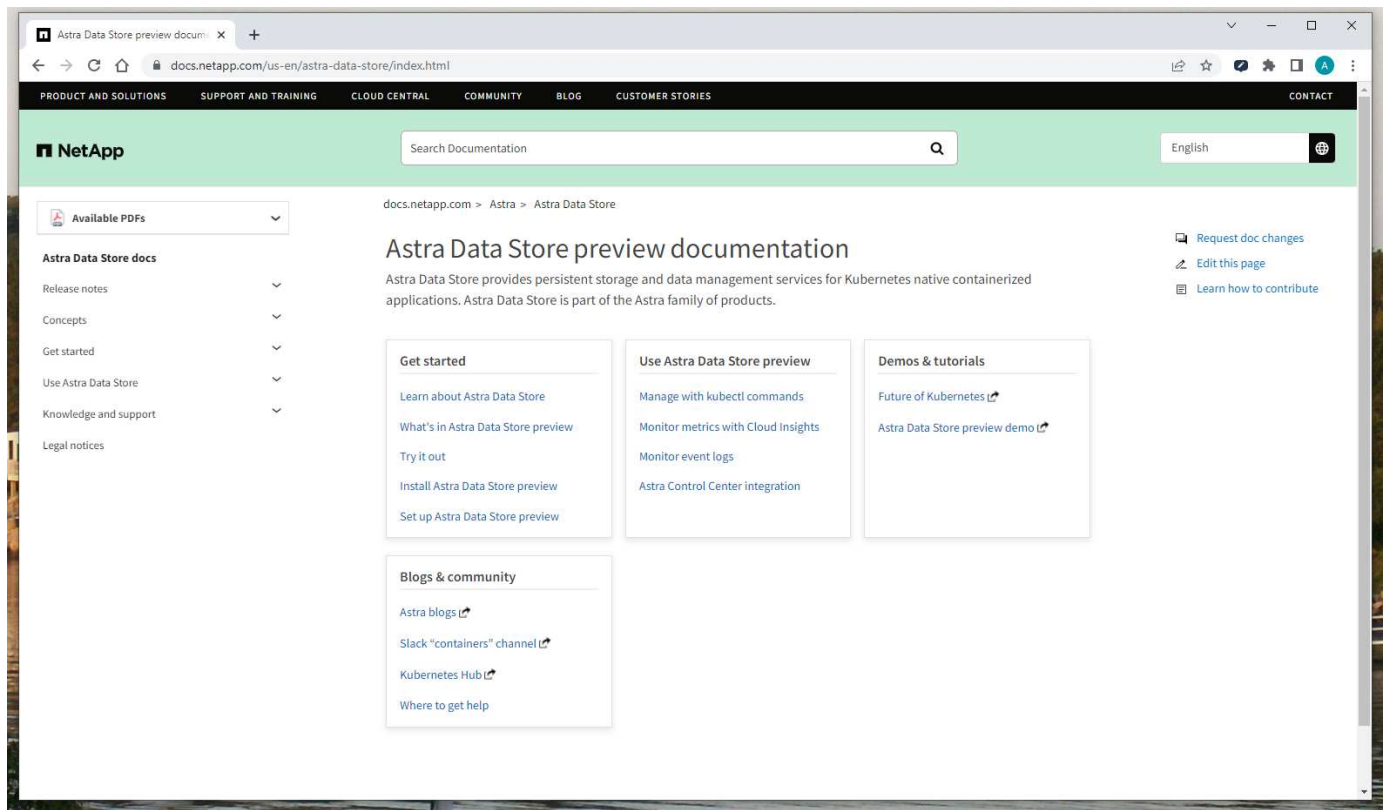 Astra Data Store preview docum
docs.netapp.com/us-en/astra-data-store/index.html
A
PRODUCT AND SOLUTIONS SUPPORT AND TRAINING CLOUD CENTRAL COMMUNITY BLOG CUSTOMER STORIES CONTACT
NetApp
Search Documentation
English
Available PDFs
Astra Data Store docs
Release notes
Concepts
Get started
Use Astra Data Store
Knowledge and support
Legal notices
docs.netapp.com > Astra > Astra Data Store
Astra Data Store preview documentation
Astra Data Store provides persistent storage and data management services for Kubernetes native containerized
applications. Astra Data Store is part of the Astra family of products.
Request doc changes
Edit this page
Learn how to contribute
Get started
Learn about Astra Data Store
What's in Astra Data Store preview
Try it out
Install Astra Data Store preview
Set up Astra Data Store preview
Use Astra Data Store preview
Manage with kubectl commands
Monitor metrics with Cloud Insights
Monitor event logs
Astra Control Center integration
Demos & tutorials
Future of Kubernetes
Astra Data Store preview demo
Blogs & community
Astra blogs
Slack “containers” channel
Kubernetes Hub
Where to get help